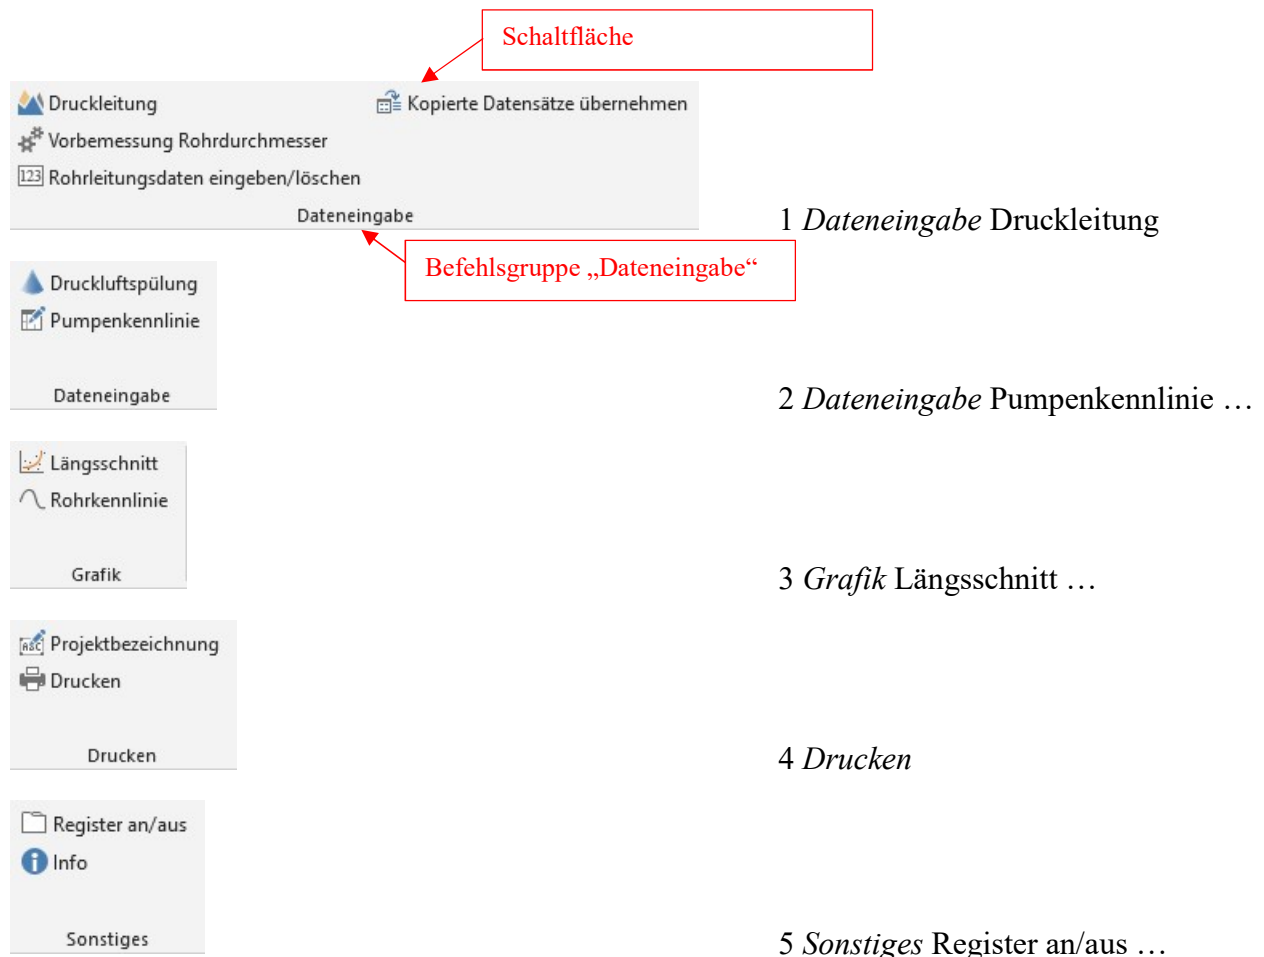 Schaltfläche
Druckleitung
Kopierte Datensätze übernehmen
Vorbemessung Rohrdurchmesser
123 Rohrleitungsdaten eingeben/löschen
Dateneingabe
1 Dateneingabe Druckleitung
Befehlsgruppe „Dateneingabe“
Druckluftspülung
Pumpenkennlinie
Dateneingabe
2 Dateneingabe Pumpenkennlinie …
Längsschnitt
Rohrkennlinie
Grafik
3 Grafik Längsschnitt …
ABC Projektbezeichnung
Drucken
Drucken
4 Drucken
Register an/aus
Info
Sonstiges
5 Sonstiges Register an/aus …